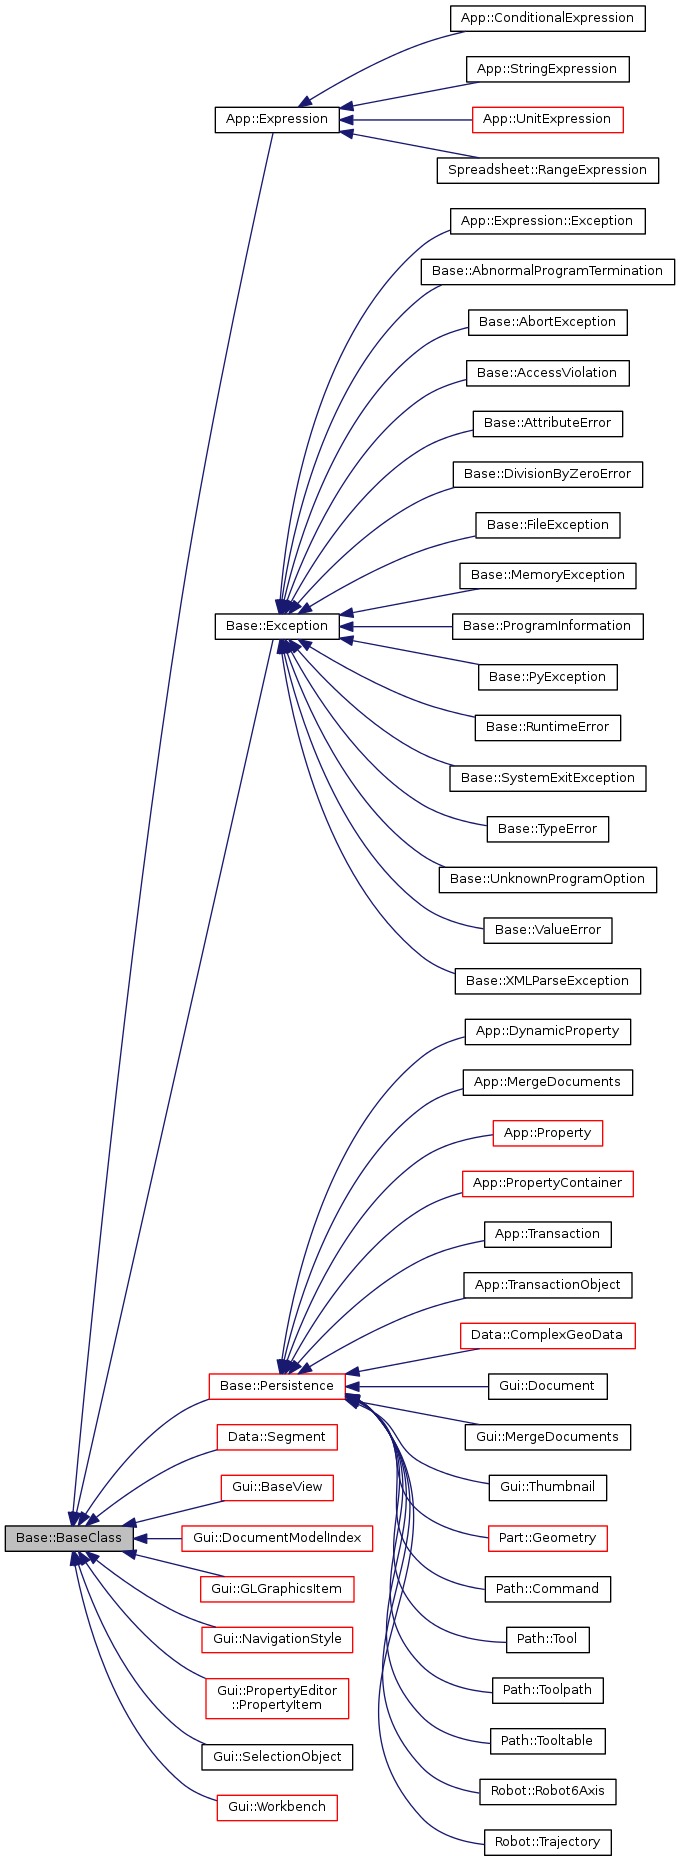 App::ConditionalExpression
App::StringExpression
App::Expression
App::UnitExpression
Spreadsheet::RangeExpression
App::Expression::Exception
Base::AbnormalProgramTermination
Base::AbortException
Base::AccessViolation
Base::AttributeError
Base::DivisionByZeroError
Base::FileException
Base::MemoryException
Base::Exception
Base::ProgramInformation
Base::PyException
Base::RuntimeError
Base::SystemExitException
Base::TypeError
Base::UnknownProgramOption
Base::ValueError
Base::XMLParseException
App::DynamicProperty
App::MergeDocuments
App::Property
App::PropertyContainer
App::Transaction
App::TransactionObject
Data::ComplexGeoData
Base::Persistence
Gui::Document
Data::Segment
Gui::MergeDocuments
Gui::BaseView
Gui::Thumbnail
Base::BaseClass
Gui::DocumentModelIndex
Part::Geometry
Gui::GLGraphicsItem
Path::Command
Gui::NavigationStyle
Path::Tool
Gui::PropertyEditor
::PropertyItem
Path::Toolpath
Path::Tooltable
Gui::SelectionObject
Robot::Robot6Axis
Gui::Workbench
Robot::Trajectory